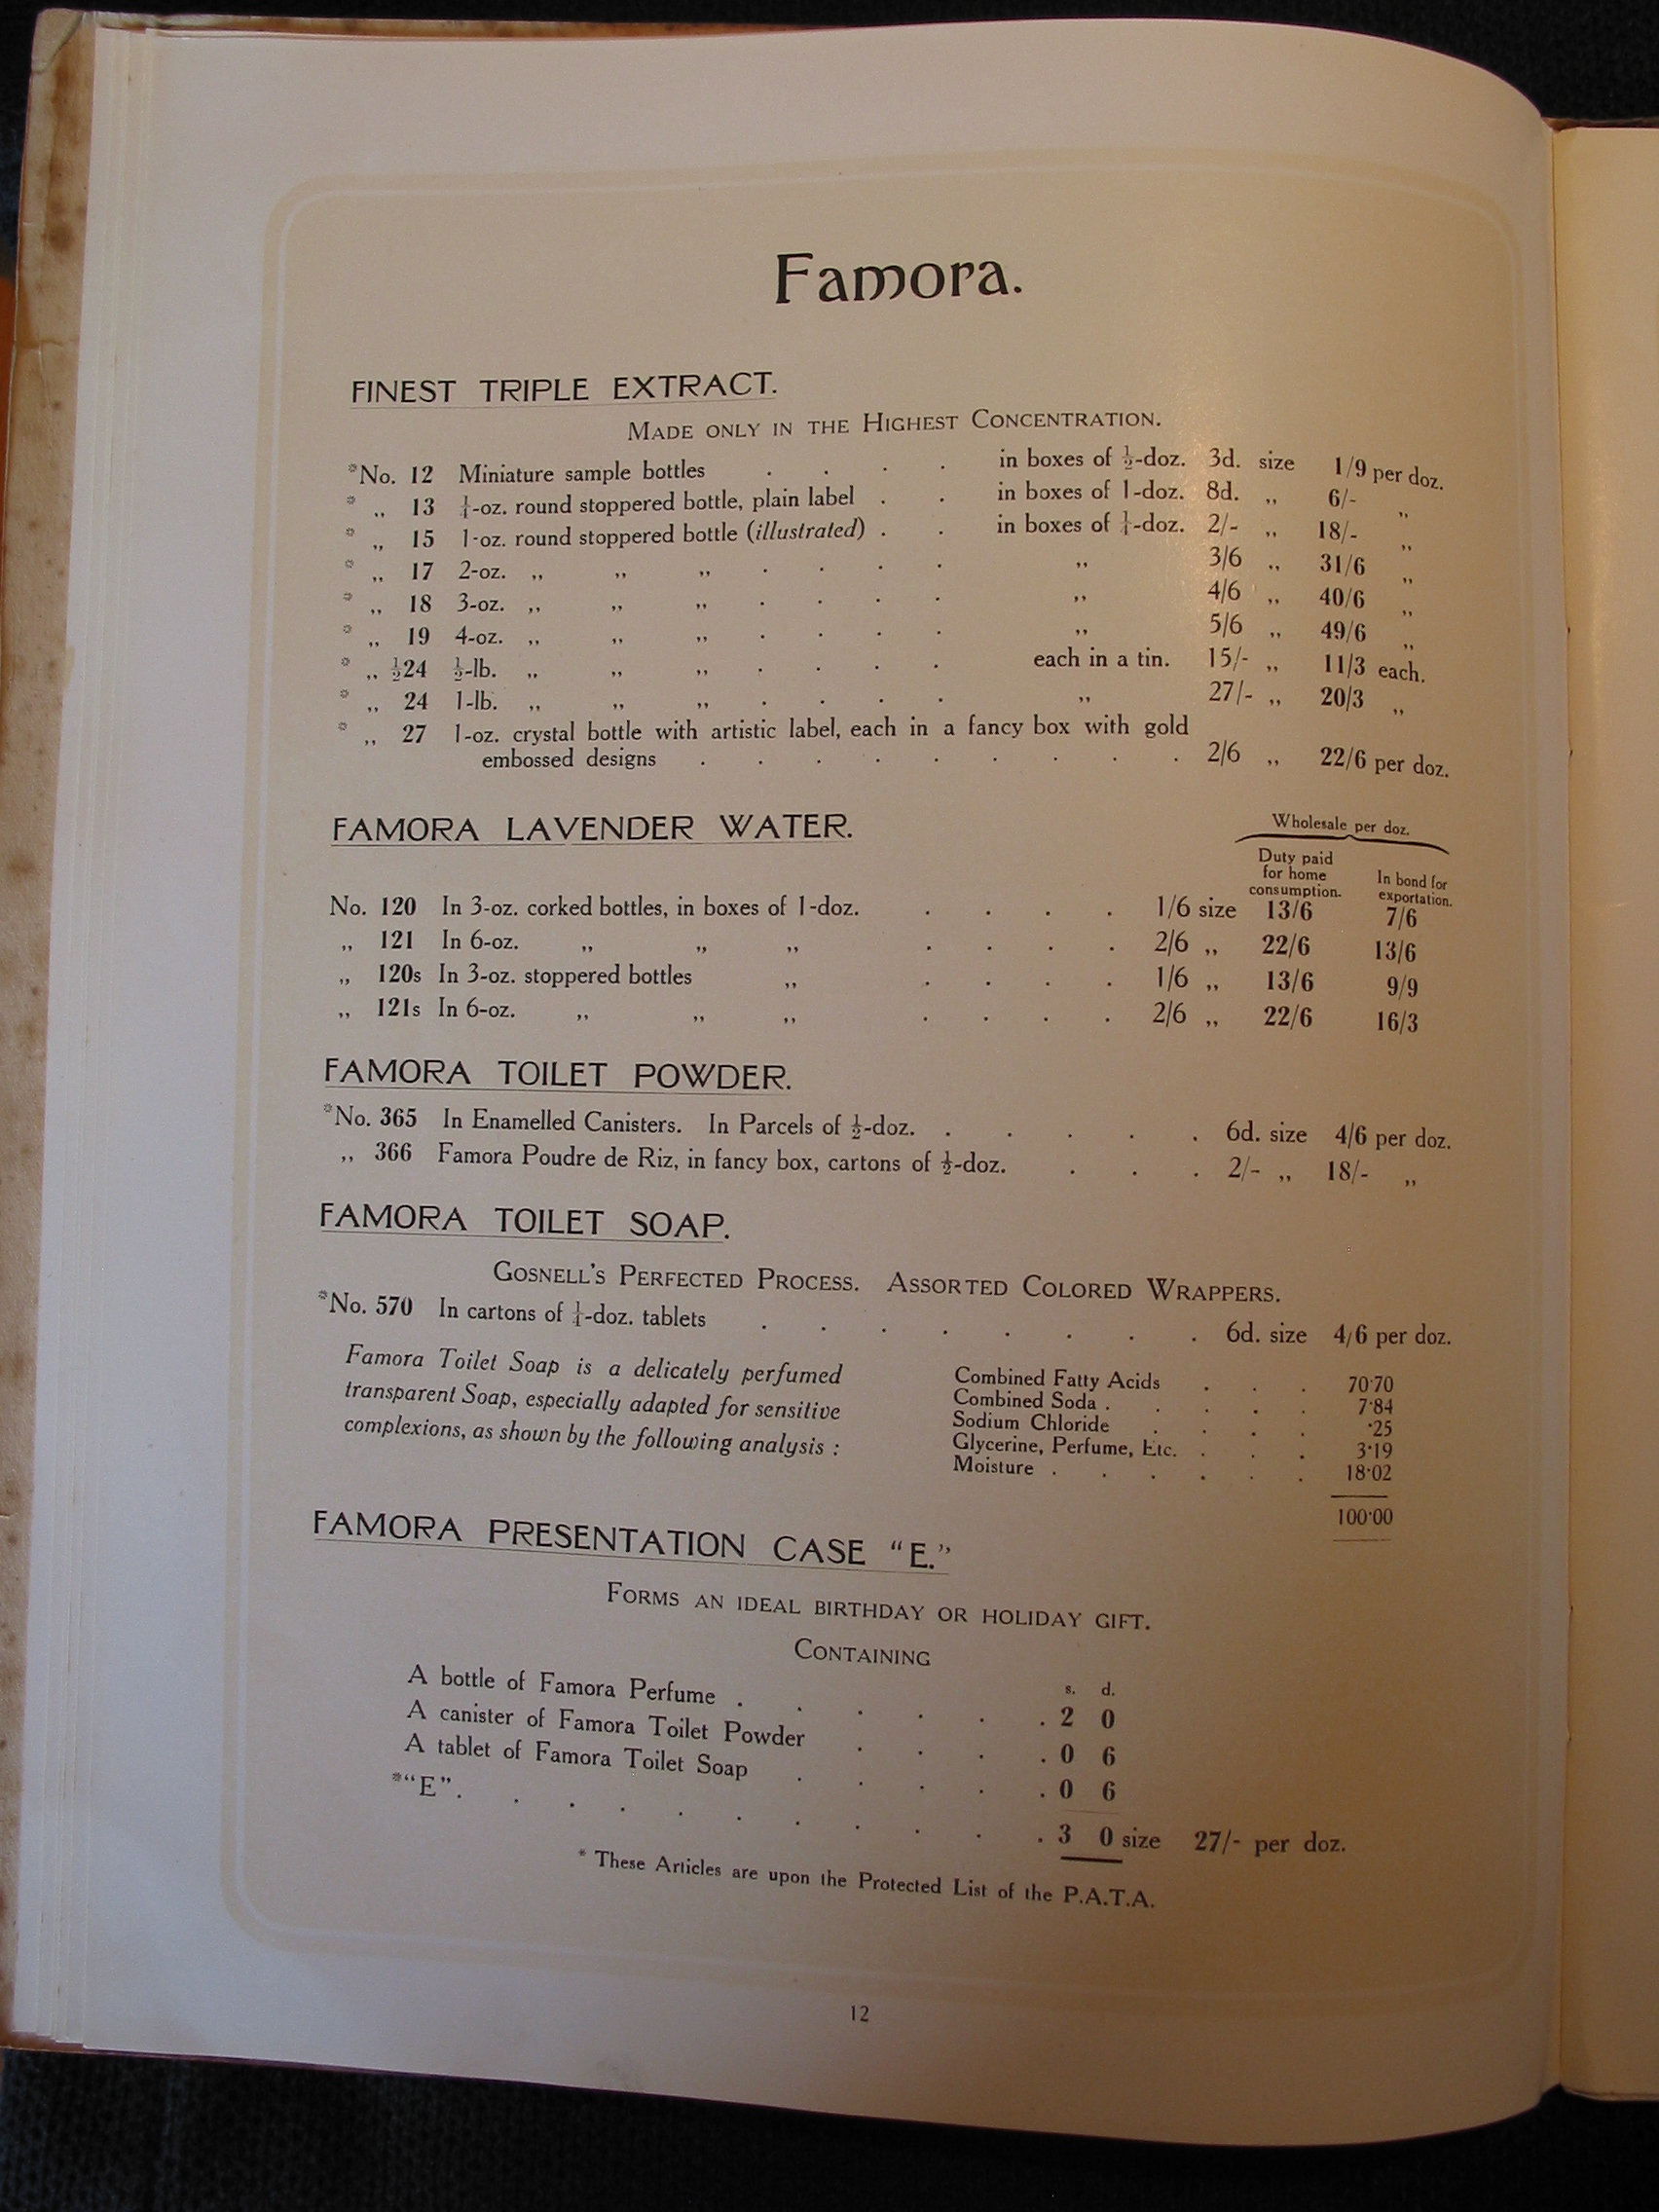 Famora.
FINEST TRIPLE EXTRACT.
MADE ONLY IN THE HIGHEST CONCENTRATION.
*No. 12 Miniature sample bottles . . . . in boxes of ½-doz. 3d. size 1/9 per doz.
* „ 13 ¼-oz. round stoppered bottle, plain label . . in boxes of 1-doz. 8d. „ 6/- „
* „ 15 1-oz. round stoppered bottle (illustrated) . . in boxes of ¼-doz. 2/- „ 18/- „
* „ 17 2-oz. „ „ „ . . . . „ 3/6 „ 31/6 „
* „ 18 3-oz. „ „ „ . . . . „ 4/6 „ 40/6 „
* „ 19 4-oz. „ „ „ . . . . „ 5/6 „ 49/6 „
* „ ½24 ½-lb. „ „ „ . . . . each in a tin. 15/- „ 11/3 each.
* „ 24 1-lb. „ „ „ . . . . „ 27/- „ 20/3 „
* „ 27 1-oz. crystal bottle with artistic label, each in a fancy box with gold
embossed designs . . . . . . . . . 2/6 „ 22/6 per doz.
FAMORA LAVENDER WATER.
Wholesale per doz.
Duty paid for home consumption. In bond for exportation.
No. 120 In 3-oz. corked bottles, in boxes of 1-doz. . . . . 1/6 size 13/6 7/6
„ 121 In 6-oz. „ „ „ . . . . 2/6 „ 22/6 13/6
„ 120s In 3-oz. stoppered bottles „ . . . . 1/6 „ 13/6 9/9
„ 121s In 6-oz. „ „ „ . . . . 2/6 „ 22/6 16/3
FAMORA TOILET POWDER.
*No. 365 In Enamelled Canisters. In Parcels of ½-doz. . . . . . 6d. size 4/6 per doz.
„ 366 Famora Poudre de Riz, in fancy box, cartons of ½-doz. . . . 2/- „ 18/- „
FAMORA TOILET SOAP.
GOSNELL'S PERFECTED PROCESS. ASSORTED COLORED WRAPPERS.
*No. 570 In cartons of ¼-doz. tablets . . . . . . . . 6d. size 4/6 per doz.
Famora Toilet Soap is a delicately perfumed
transparent Soap, especially adapted for sensitive
complexions, as shown by the following analysis :
Combined Fatty Acids . . . 70·70
Combined Soda . . . . . 7·84
Sodium Chloride . . . . ·25
Glycerine, Perfume, Etc. . . . 3·19
Moisture . . . . . . 18·02
100·00
FAMORA PRESENTATION CASE "E."
FORMS AN IDEAL BIRTHDAY OR HOLIDAY GIFT.
CONTAINING
s. d.
A bottle of Famora Perfume . . . . . . 2 0
A canister of Famora Toilet Powder . . . . 0 6
A tablet of Famora Toilet Soap . . . . . 0 6
*"E" . . . . . . . . . . . 3 0 size 27/- per doz.
* These Articles are upon the Protected List of the P.A.T.A.
12